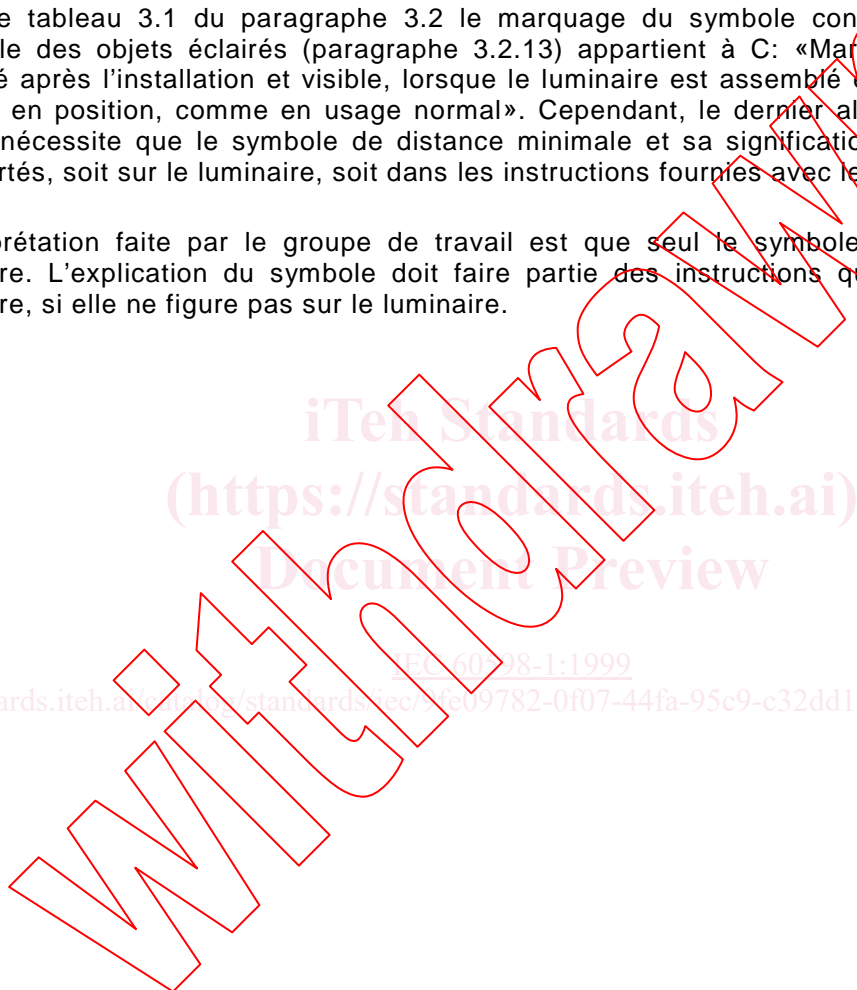 e tableau 3.1 du paragraphe 3.2 le marquage du symbole con
le des objets éclairés (paragraphe 3.2.13) appartient à C: «Mar
é après l'installation et visible, lorsque le luminaire est assemblé
en position, comme en usage normal». Cependant, le dernier al
nécessite que le symbole de distance minimale et sa significatio
rtés, soit sur le luminaire, soit dans les instructions fournies avec le
prétation faite par le groupe de travail est que seul le symbole
re. L'explication du symbole doit faire partie des instructions qu
re, si elle ne figure pas sur le luminaire.
iTeh Standards
(https://standards.iteh.ai)
Document Preview
IEC 60598-1:1999
ards.iteh.ai/catalog/standards/iec/9fe09782-0f07-44fa-95c9-c32dd1
withdraw